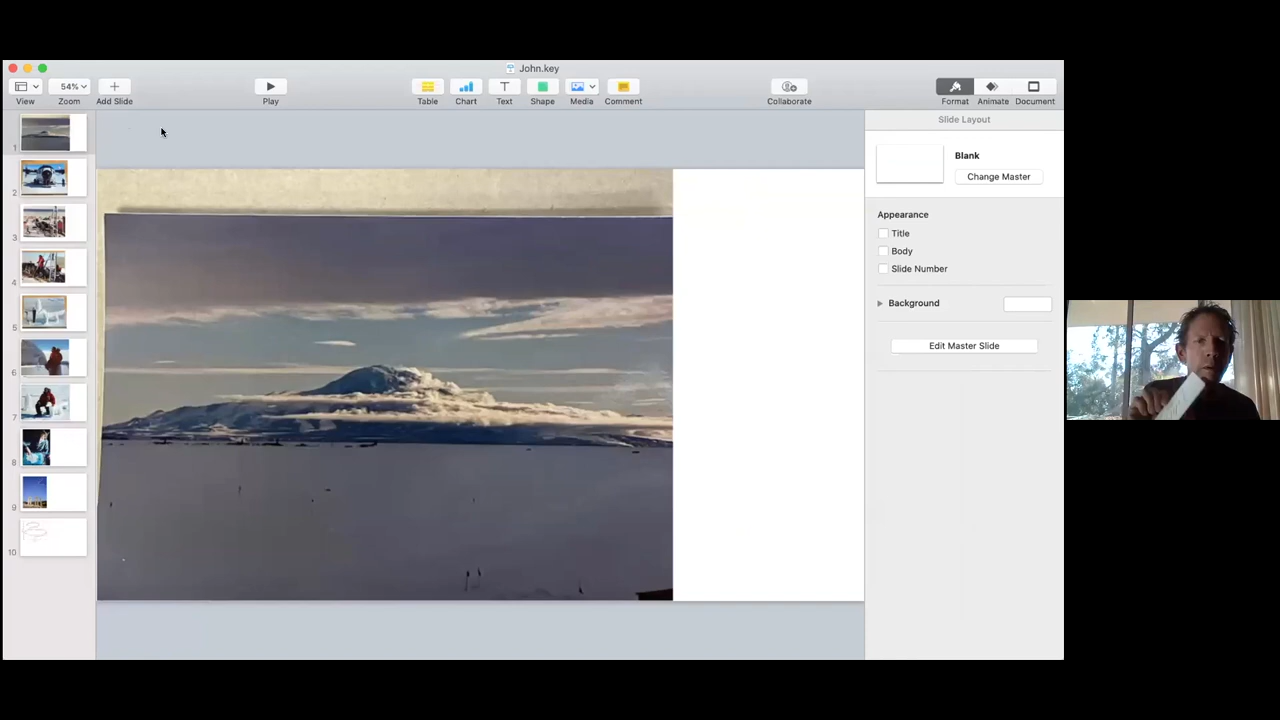 John.key
54%
View Zoom Add Slide Play Table Chart Text Shape Media Comment Collaborate Format Animate Document
Slide Layout
Blank
Change Master
Appearance
Title
Body
Slide Number
Background
Edit Master Slide
1
2
3
4
5
6
7
8
9
10